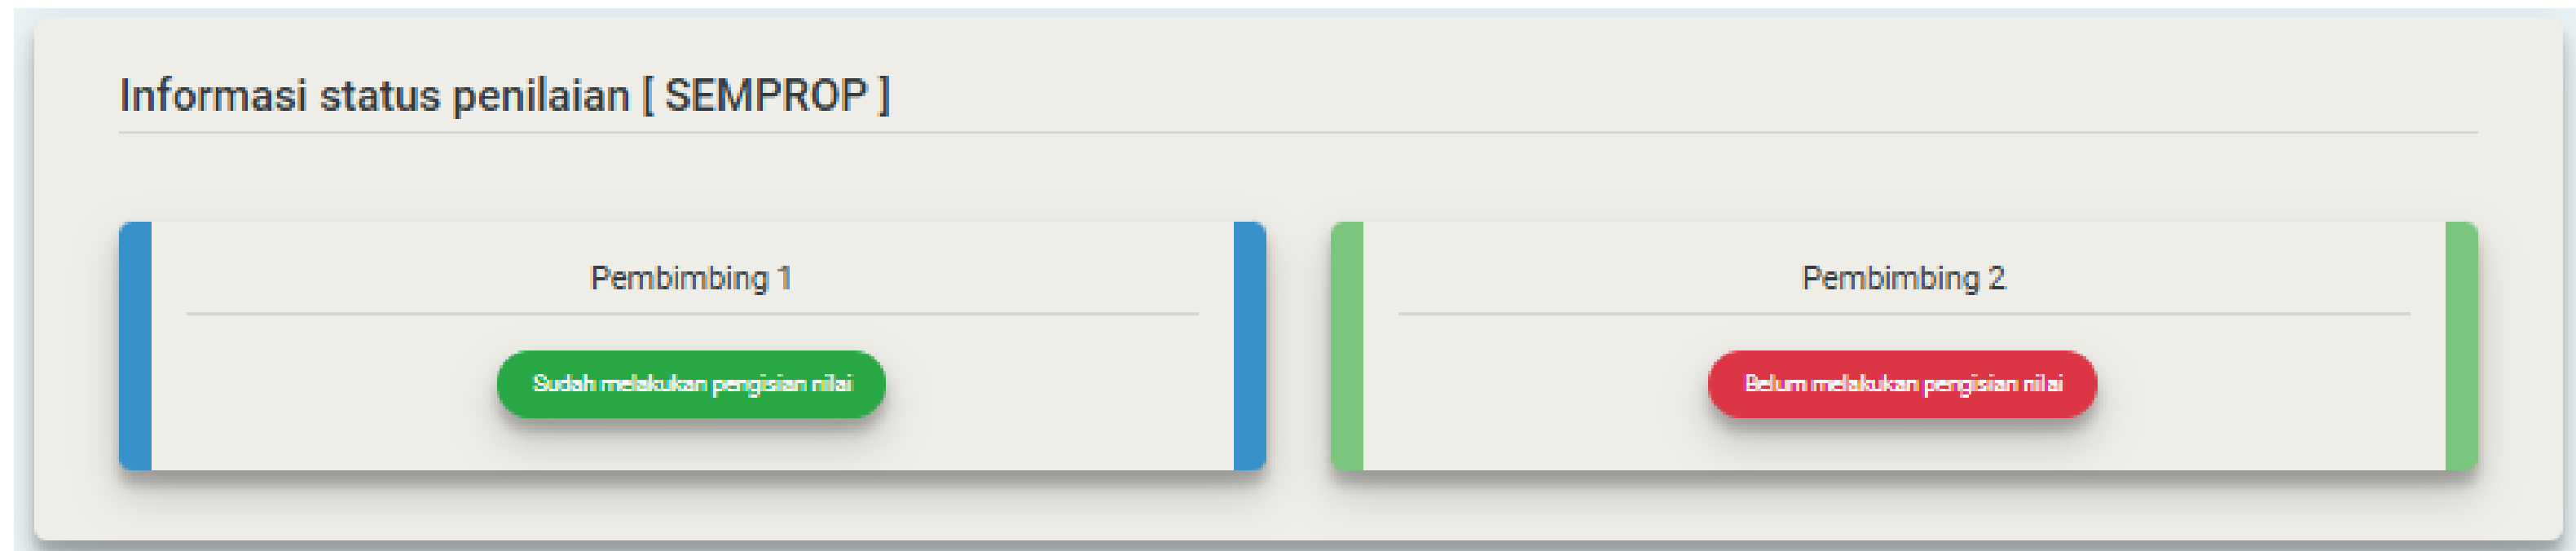 Informasi status penilaian [ SEMPROP ]
Pembimbing 1
Sudah melakukan pengisian nilai
Pembimbing 2
Belum melakukan pengisian nilai